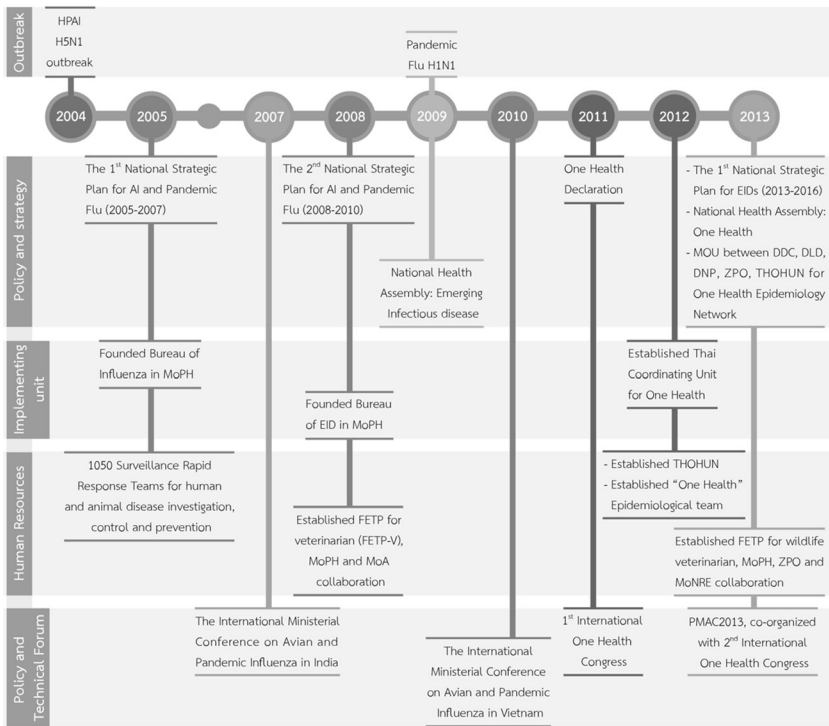 Outbreak
HPAI
H5N1
outbreak
Pandemic
Flu H1N1
2004
2005
2007
2008
2009
2010
2011
2012
2013
Policy and strategy
The 1st National Strategic
Plan for AI and Pandemic
Flu (2005-2007)
The 2nd National Strategic
Plan for AI and Pandemic
Flu (2008-2010)
National Health
Assembly: Emerging
Infectious disease
One Health
Declaration
- The 1st National Strategic
Plan for EIDs (2013-2016)
- National Health Assembly:
One Health
- MOU between DDC, DLD,
DNP, ZPO, THOHUN for
One Health Epidemiology
Network
Implementing
unit
Founded Bureau of
Influenza in MoPH
Founded Bureau
of EID in MoPH
Established Thai
Coordinating Unit
for One Health
Human Resources
1050 Surveillance Rapid
Response Teams for human
and animal disease investigation,
control and prevention
Established FETP for
veterinarian (FETP-V),
MoPH and MoA
collaboration
- Established THOHUN
- Established “One Health”
Epidemiological team
Established FETP for wildlife
veterinarian, MoPH, ZPO and
MoNRE collaboration
Policy and
Technical Forum
The International Ministerial
Conference on Avian and
Pandemic Influenza in India
The International
Ministerial Conference
on Avian and Pandemic
Influenza in Vietnam
1st International
One Health
Congress
PMAC2013, co-organized
with 2nd International
One Health Congress